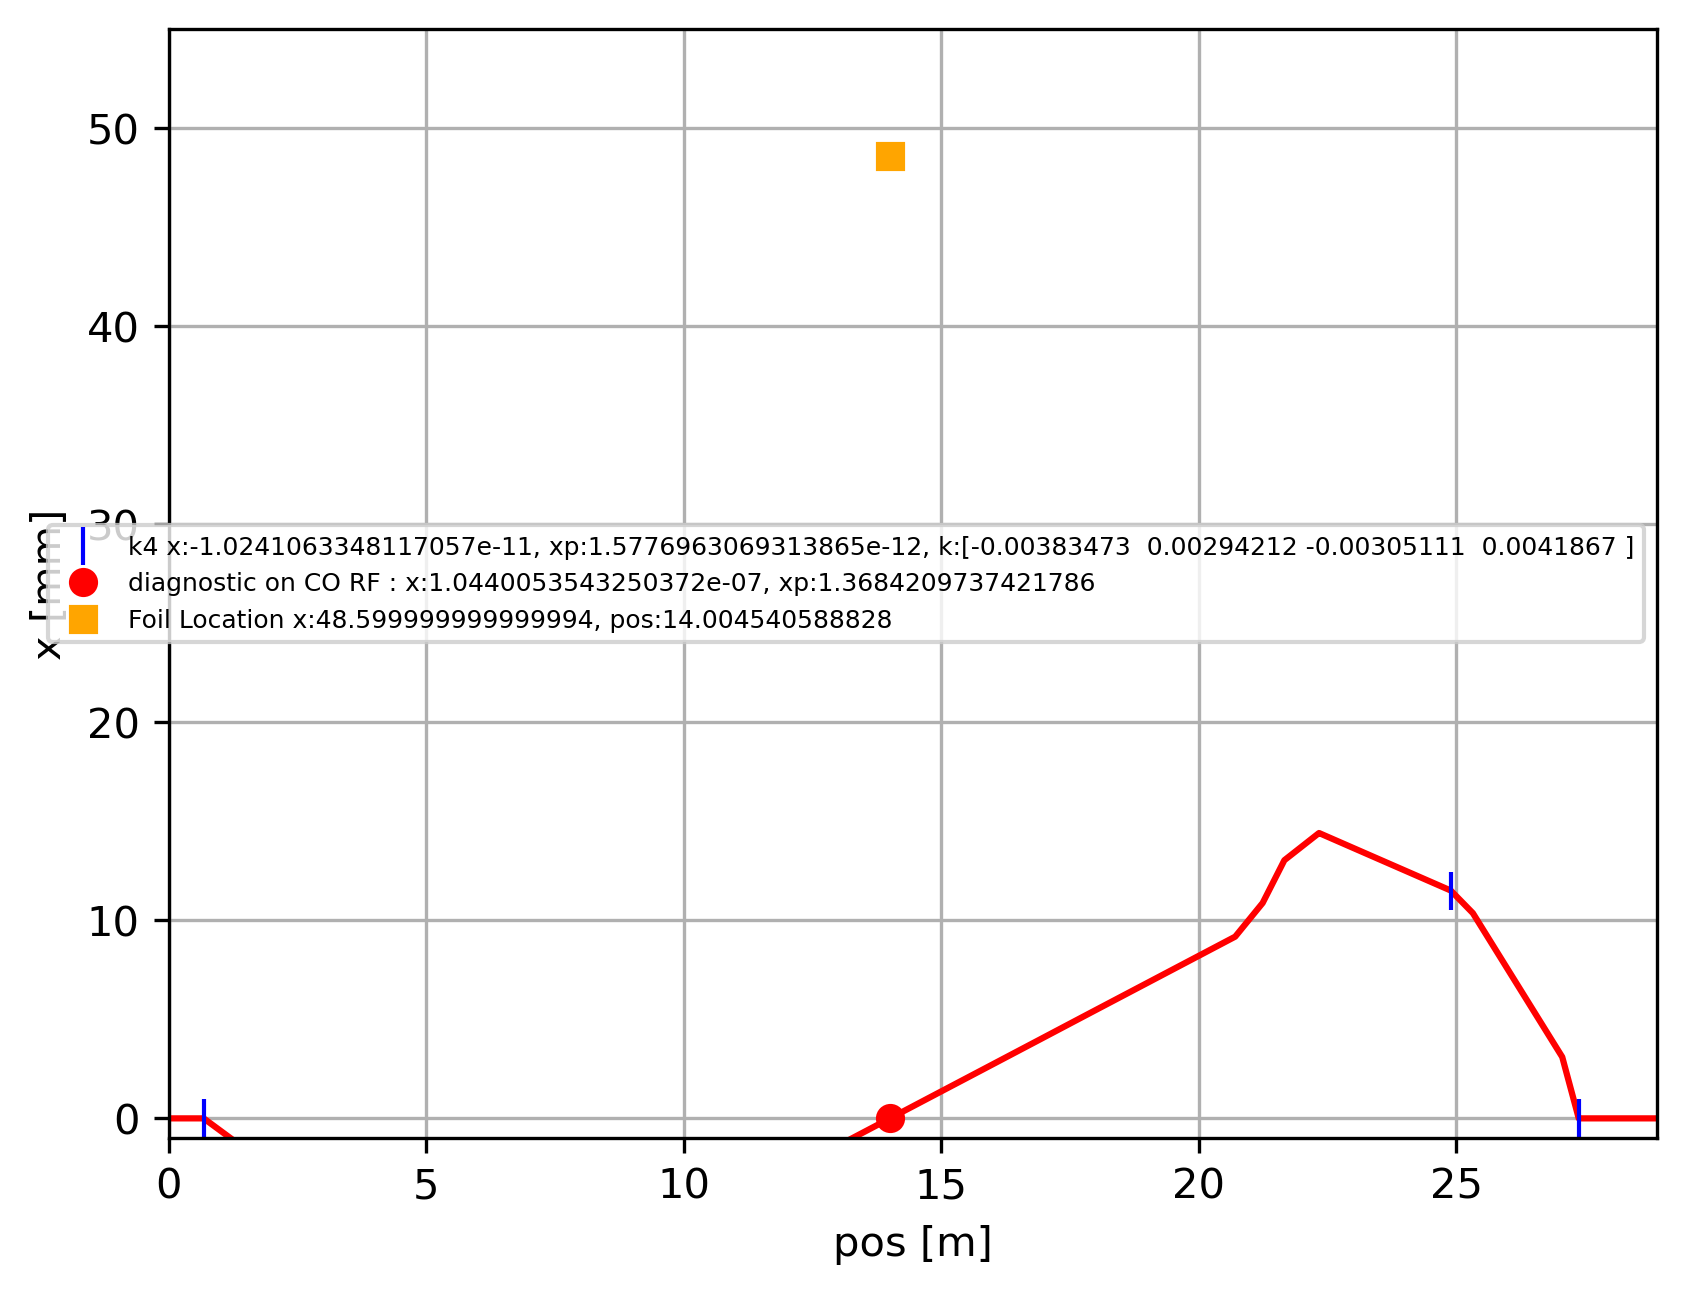 50
40
30
20
10
0
x [mm]
k4 x:-1.0241063348117057e-11, xp:1.5776963069313865e-12, k:[-0.00383473  0.00294212 -0.00305111  0.0041867 ]
diagnostic on CO RF : x:1.0440053543250372e-07, xp:1.3684209737421786
Foil Location x:48.599999999999994, pos:14.004540588828
0 5 10 15 20 25
pos [m]